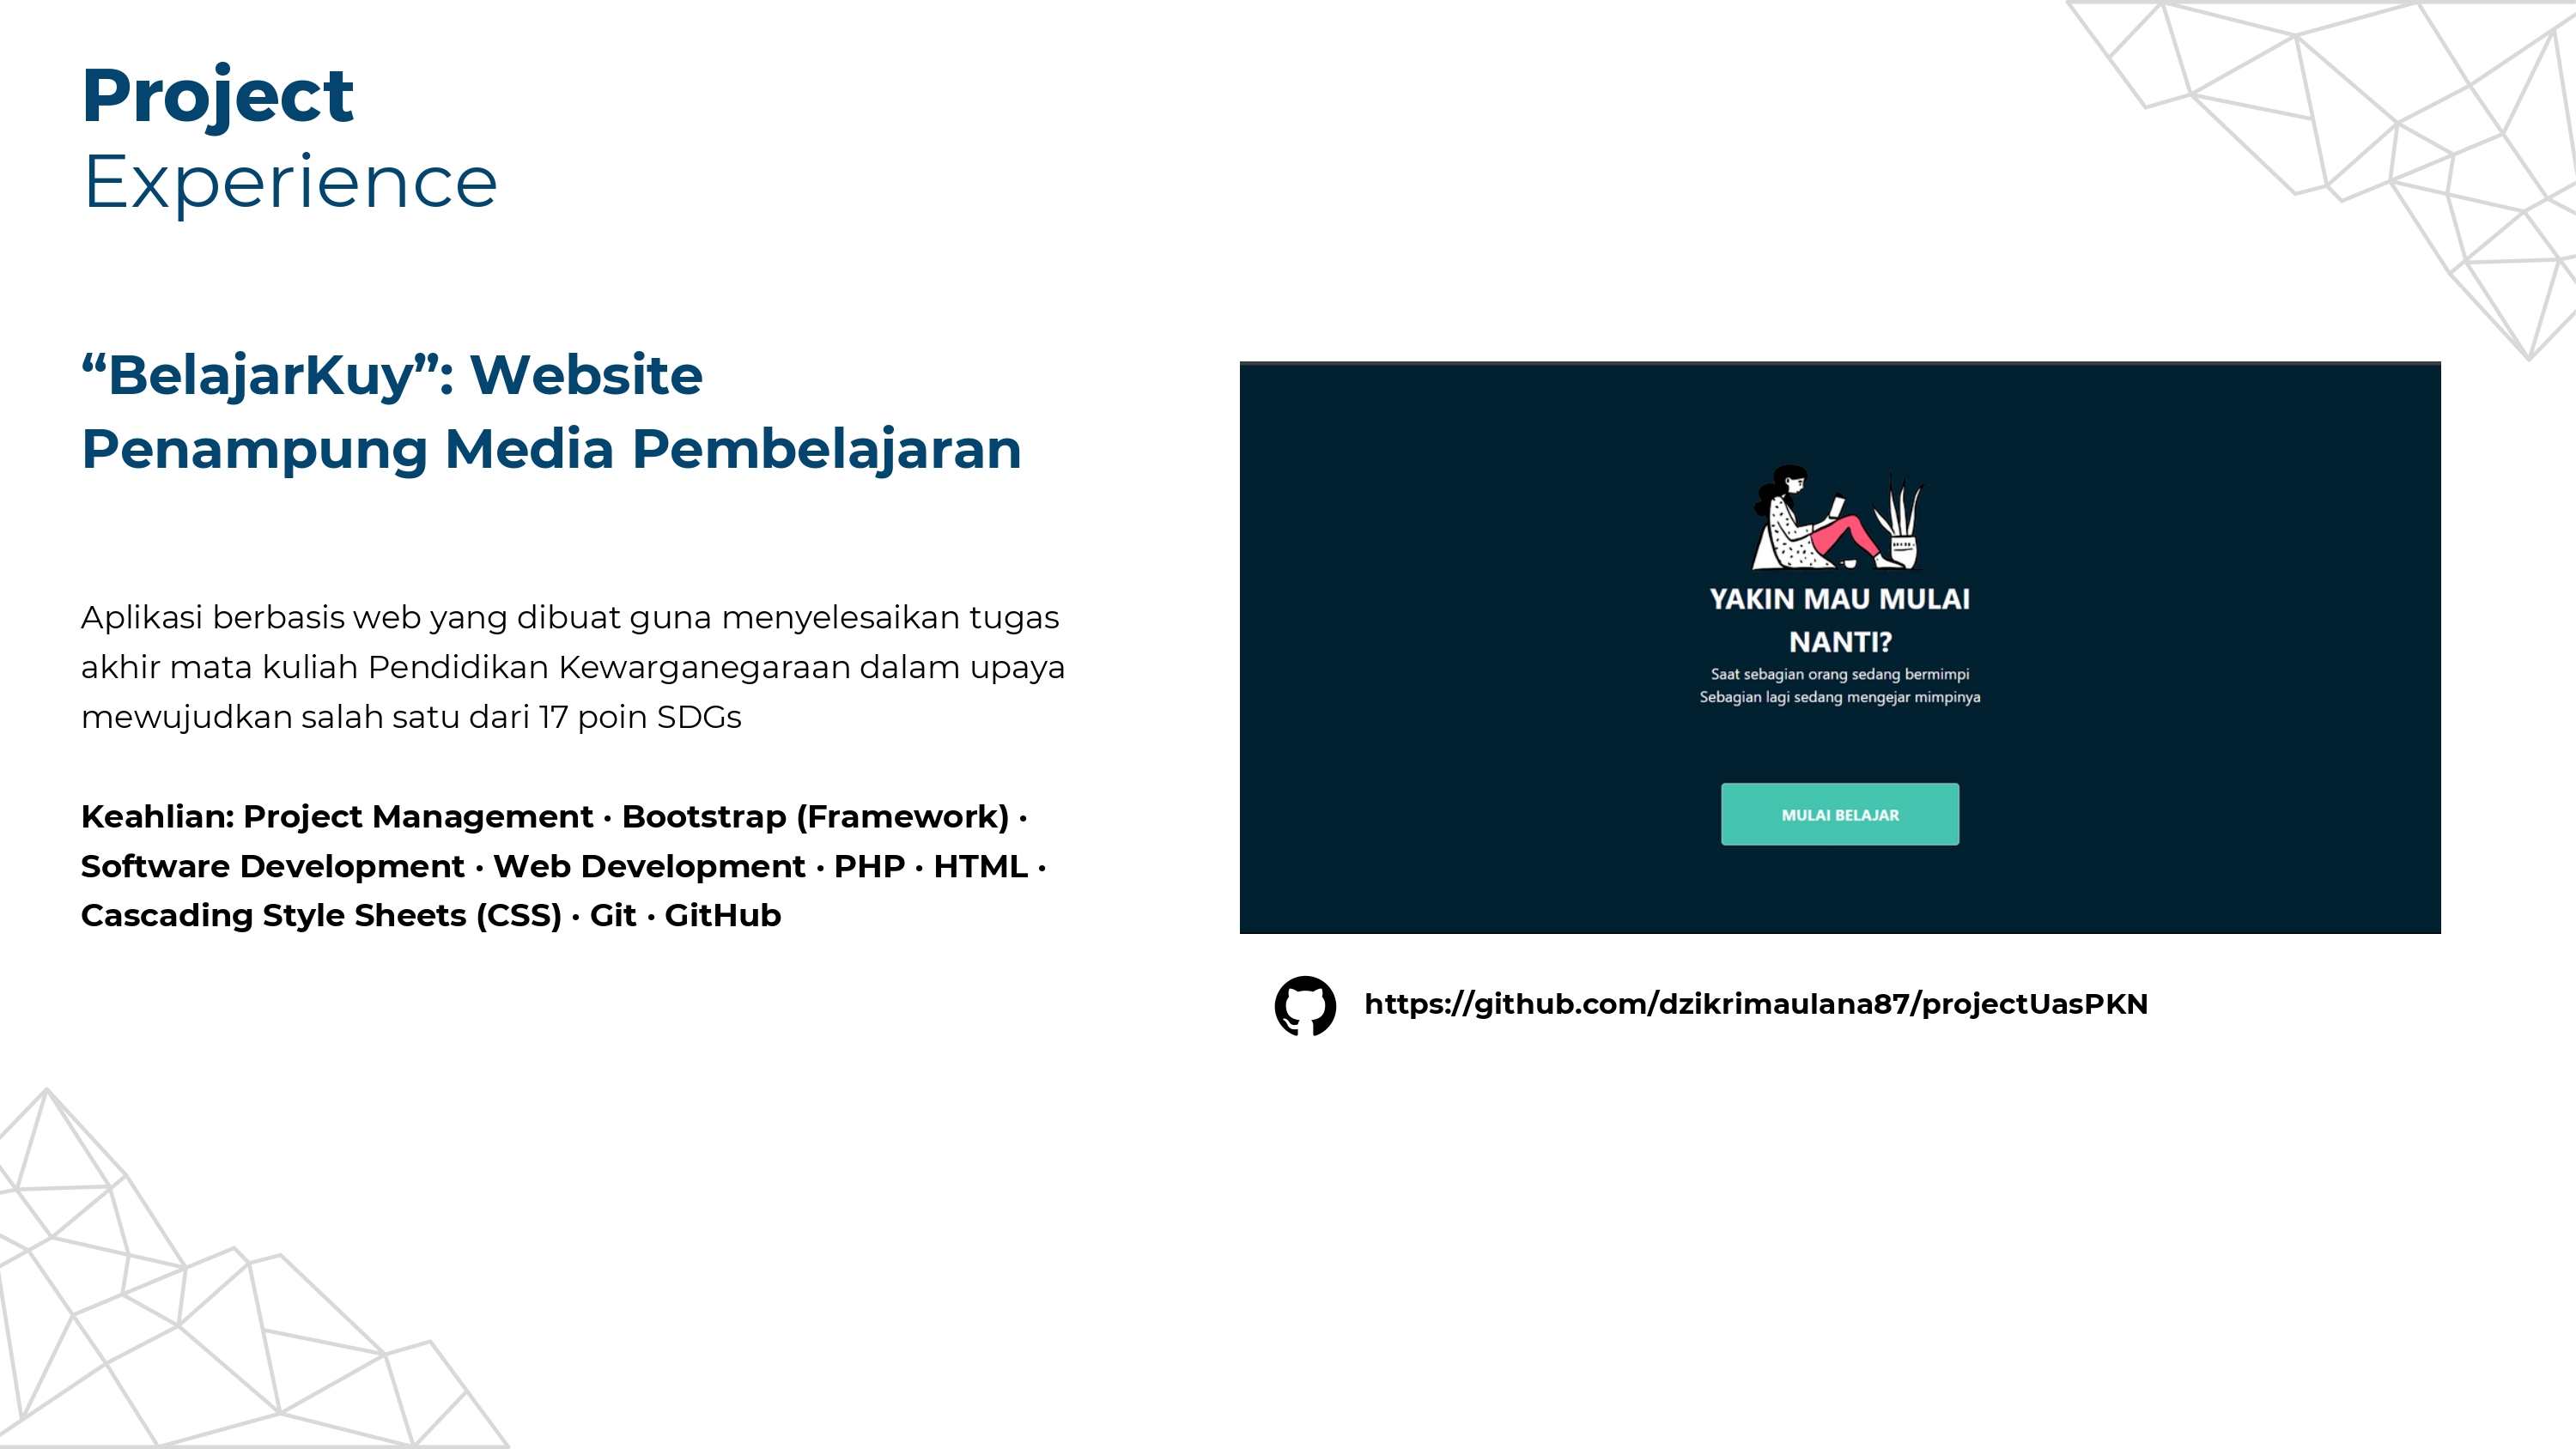 Project
Experience
“BelajarKuy”: Website
Penampung Media Pembelajaran
Aplikasi berbasis web yang dibuat guna menyelesaikan tugas
akhir mata kuliah Pendidikan Kewarganegaraan dalam upaya
mewujudkan salah satu dari 17 poin SDGs
Keahlian: Project Management · Bootstrap (Framework) ·
Software Development · Web Development · PHP · HTML ·
Cascading Style Sheets (CSS) · Git · GitHub
YAKIN MAU MULAI
NANTI?
Saat sebagian orang sedang bermimpi
Sebagian lagi sedang mengejar mimpinya
MULAI BELAJAR
https://github.com/dzikrimaulana87/projectUasPKN